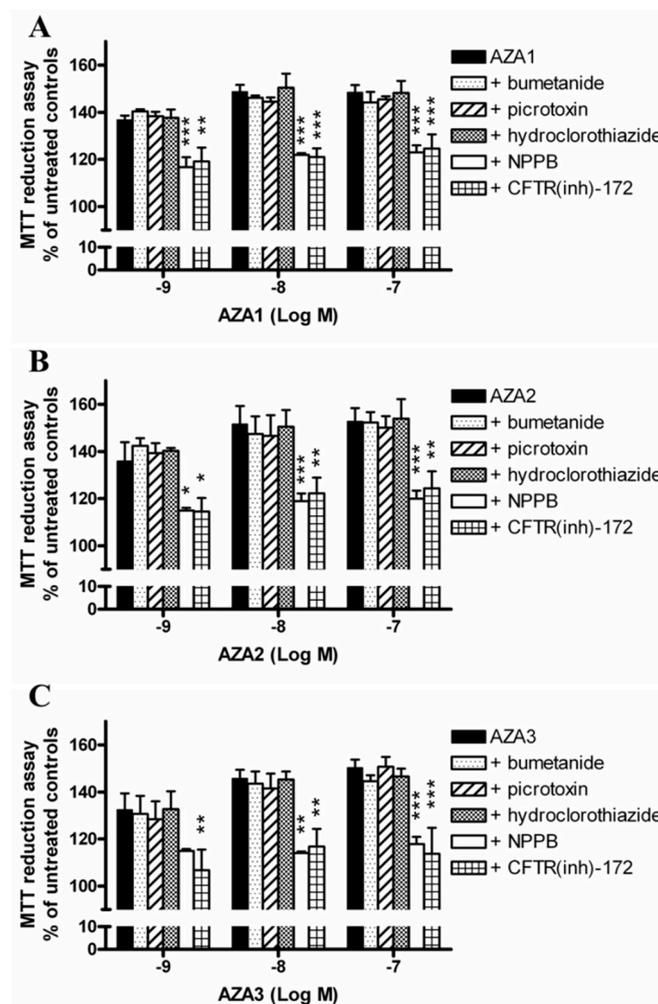 A
MTT reduction assay
% of untreated controls
160
140
120
100
10
0
*** ** *** *** *** ***
-9 -8 -7
AZA1 (Log M)
AZA1
+ bumetanide
+ picrotoxin
+ hydroclorothiazide
+ NPPB
+ CFTR(inh)-172
B
MTT reduction assay
% of untreated controls
160
140
120
100
10
0
* * *** ** *** **
-9 -8 -7
AZA2 (Log M)
AZA2
+ bumetanide
+ picrotoxin
+ hydroclorothiazide
+ NPPB
+ CFTR(inh)-172
C
MTT reduction assay
% of untreated controls
160
140
120
100
10
0
** ** ** *** ***
-9 -8 -7
AZA3 (Log M)
AZA3
+ bumetanide
+ picrotoxin
+ hydroclorothiazide
+ NPPB
+ CFTR(inh)-172